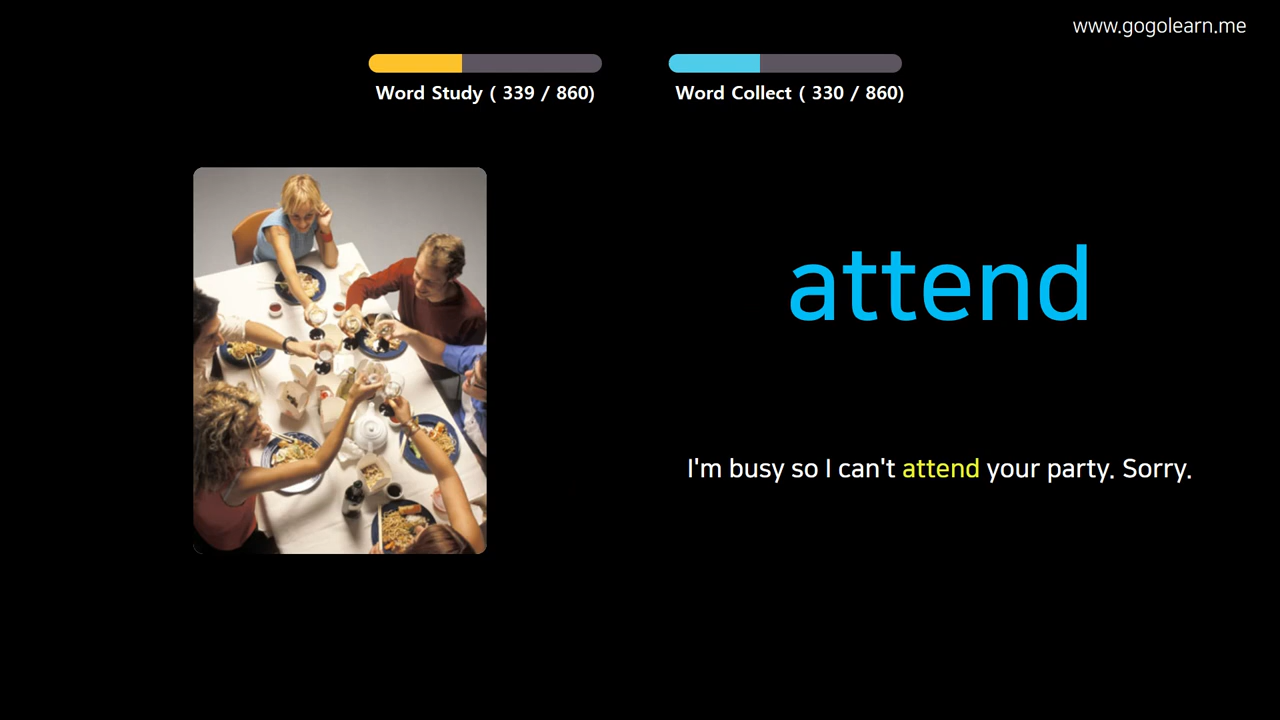 www.gogolearn.me
Word Study ( 339 / 860)
Word Collect ( 330 / 860)
attend
I'm busy so I can't attend your party. Sorry.